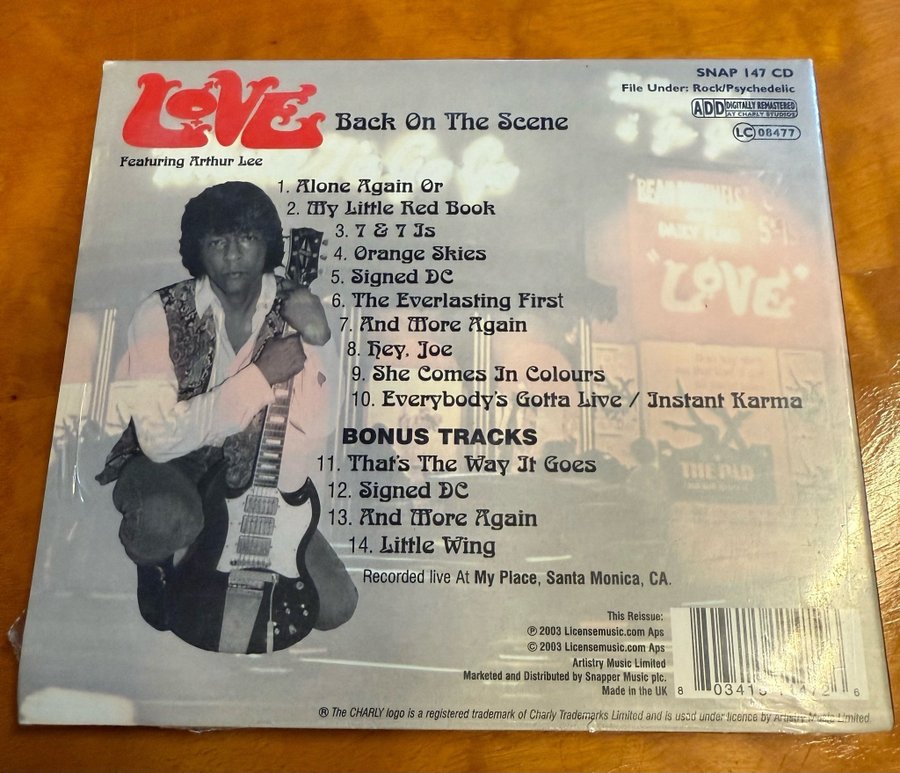 LOVE
Back On The Scene
Featuring Arthur Lee
SNAP 147 CD
File Under: Rock/Psychedelic
ADD DIGITALLY REMASTERED
AT CHARLY STUDIOS
LC 08477
1. Alone Again Or
2. My Little Red Book
3. 7 & 7 Is
4. Orange Skies
5. Signed DC
6. The Everlasting First
7. And More Again
8. Hey, Joe
9. She Comes In Colours
10. Everybody's Gotta Live / Instant Karma
BONUS TRACKS
11. That's The Way It Goes
12. Signed DC
13. And More Again
14. Little Wing
Recorded live At My Place, Santa Monica, CA.
"LOVE"
THE OLD
This Reissue:
℗ 2003 Licensemusic.com Aps
© 2003 Licensemusic.com Aps
Artistry Music Limited
Marketed and Distributed by Snapper Music plc.
Made in the UK
® The CHARLY logo is a registered trademark of Charly Trademarks Limited and is used under licence by Artistry Music Limited.